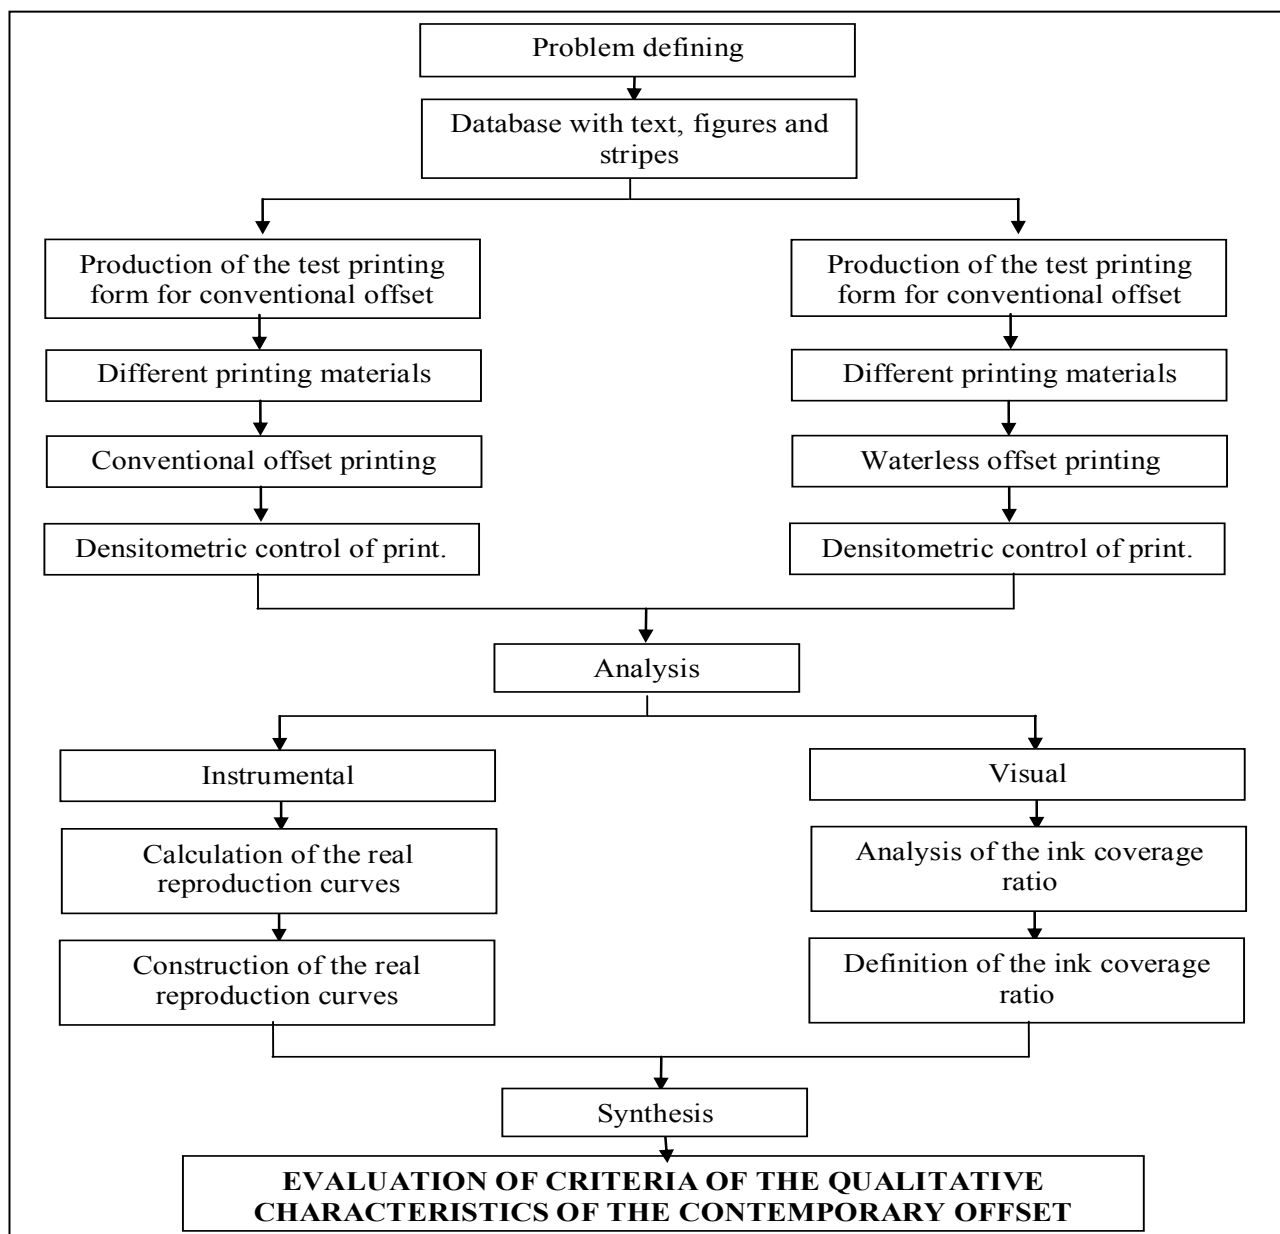 Problem defining
Database with text, figures and
stripes
Production of the test printing
form for conventional offset
Different printing materials
Conventional offset printing
Densitometric control of print.
Production of the test printing
form for conventional offset
Different printing materials
Waterless offset printing
Densitometric control of print.
Analysis
Instrumental
Calculation of the real
reproduction curves
Construction of the real
reproduction curves
Visual
Analysis of the ink coverage
ratio
Definition of the ink coverage
ratio
Synthesis
EVALUATION OF CRITERIA OF THE QUALITATIVE
CHARACTERISTICS OF THE CONTEMPORARY OFFSET